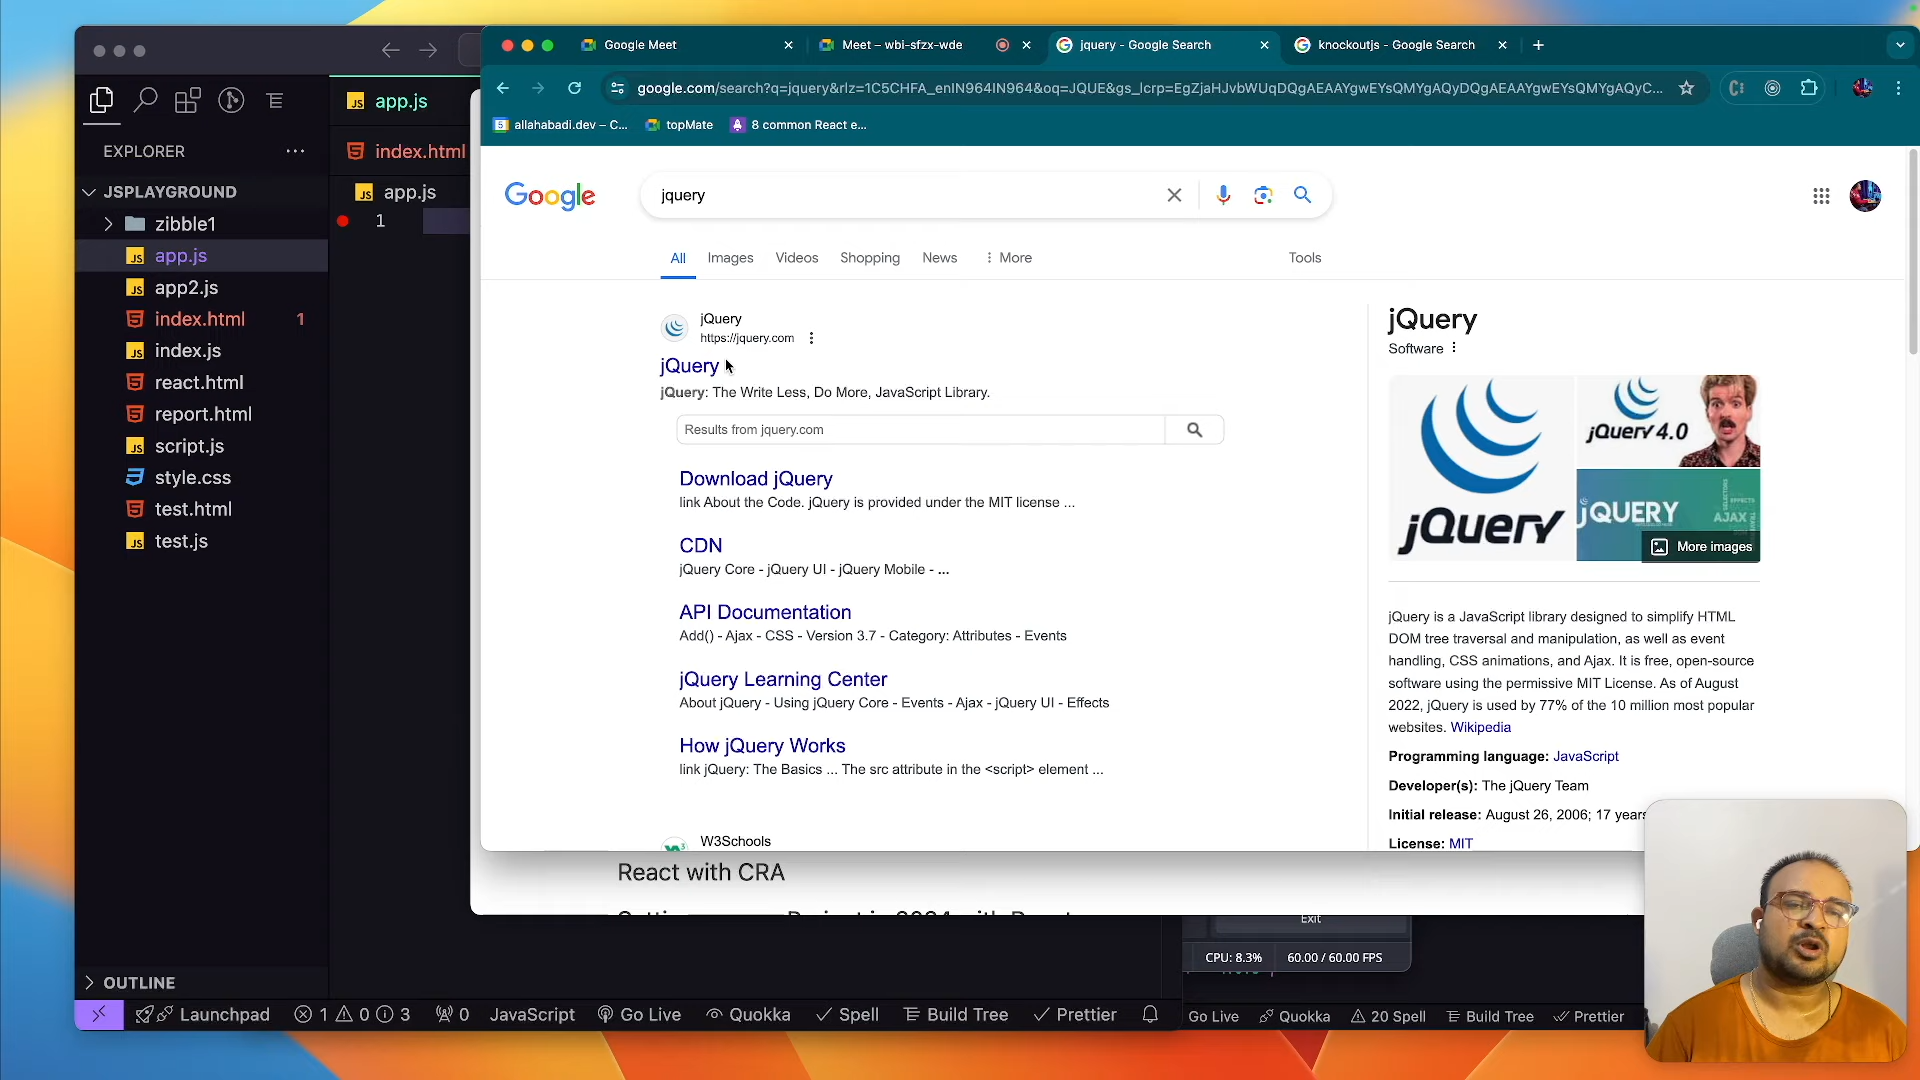 Google Meet
Meet – wbi-sfzx-wde
jquery - Google Search
knockoutjs - Google Search
google.com/search?q=jquery&rlz=1C5CHFA_enIN964IN964&oq=JQUE&gs_lcrp=EgZjaHJvbWUqDQgAEAAYgwEYsQMYgAQyDQgAEAAYgwEYsQMYgAQyC...
allahabadi.dev – C...
topMate
8 common React e...
app.js
EXPLORER
index.html
JSPLAYGROUND
app.js
1
zibble1
app.js
app2.js
index.html 1
index.js
react.html
report.html
script.js
style.css
test.html
test.js
OUTLINE
Google
jquery
All
Images
Videos
Shopping
News
More
Tools
jQuery
https://jquery.com
jQuery
jQuery: The Write Less, Do More, JavaScript Library.
Results from jquery.com
Download jQuery
link About the Code. jQuery is provided under the MIT license ...
CDN
jQuery Core - jQuery UI - jQuery Mobile - ...
API Documentation
Add() - Ajax - CSS - Version 3.7 - Category: Attributes - Events
jQuery Learning Center
About jQuery - Using jQuery Core - Events - Ajax - jQuery UI - Effects
How jQuery Works
link jQuery: The Basics ... The src attribute in the <script> element ...
W3Schools
jQuery
Software
jQuery
jQuery 4.0
jQUERY
AJAX
More images
jQuery is a JavaScript library designed to simplify HTML
DOM tree traversal and manipulation, as well as event
handling, CSS animations, and Ajax. It is free, open-source
software using the permissive MIT License. As of August
2022, jQuery is used by 77% of the 10 million most popular
websites. Wikipedia
Programming language: JavaScript
Developer(s): The jQuery Team
Initial release: August 26, 2006; 17 years
License: MIT
React with CRA
Exit
CPU: 8.3%
60.00 / 60.00 FPS
Launchpad
1
0
3
0
JavaScript
Go Live
Quokka
Spell
Build Tree
Prettier
Go Live
Quokka
20 Spell
Build Tree
Prettier